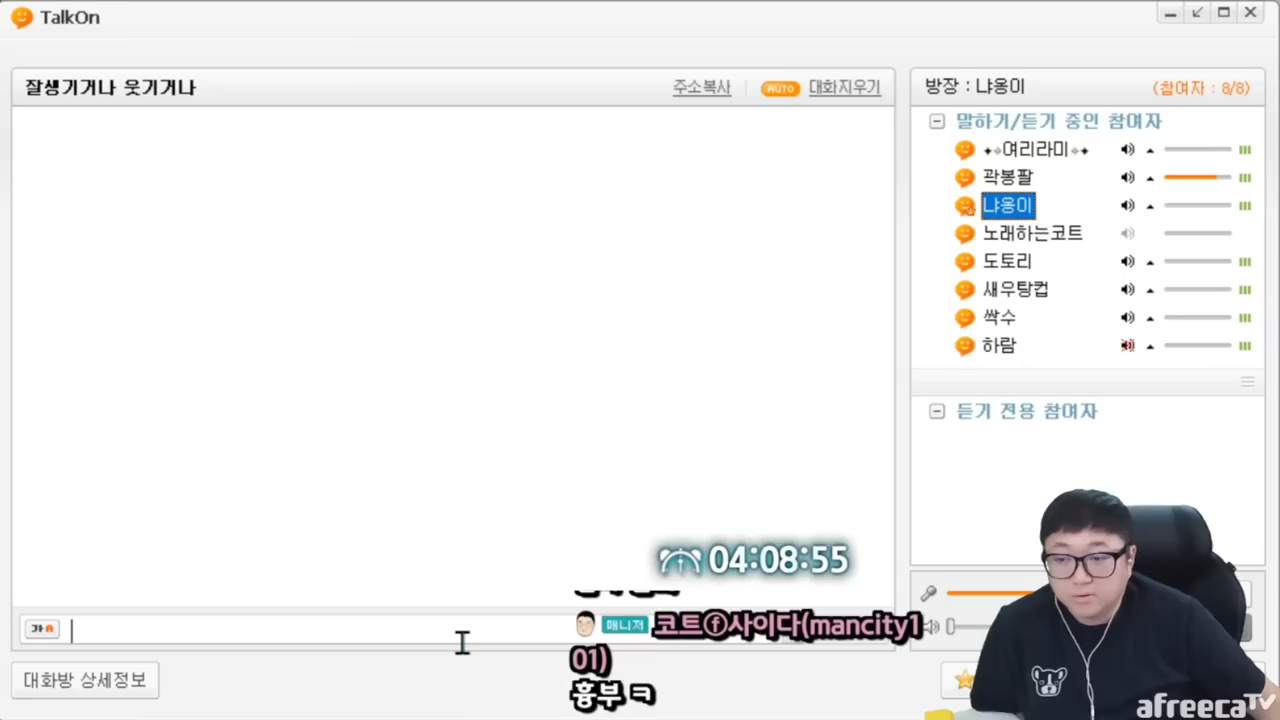 TalkOn
잘생기거나 웃기거나
주소복사
AUTO
대화지우기
방장 : 냐옹이
(참여자 : 8/8)
말하기/듣기 중인 참여자
여리라미
곽봉팔
냐옹이
노래하는코트
도토리
새우탕컵
싹수
하람
듣기 전용 참여자
04:08:55
가
매니저 코트ⓕ사이다(mancity1
01)
흥부 ㅋ
대화방 상세정보
afreecaTV